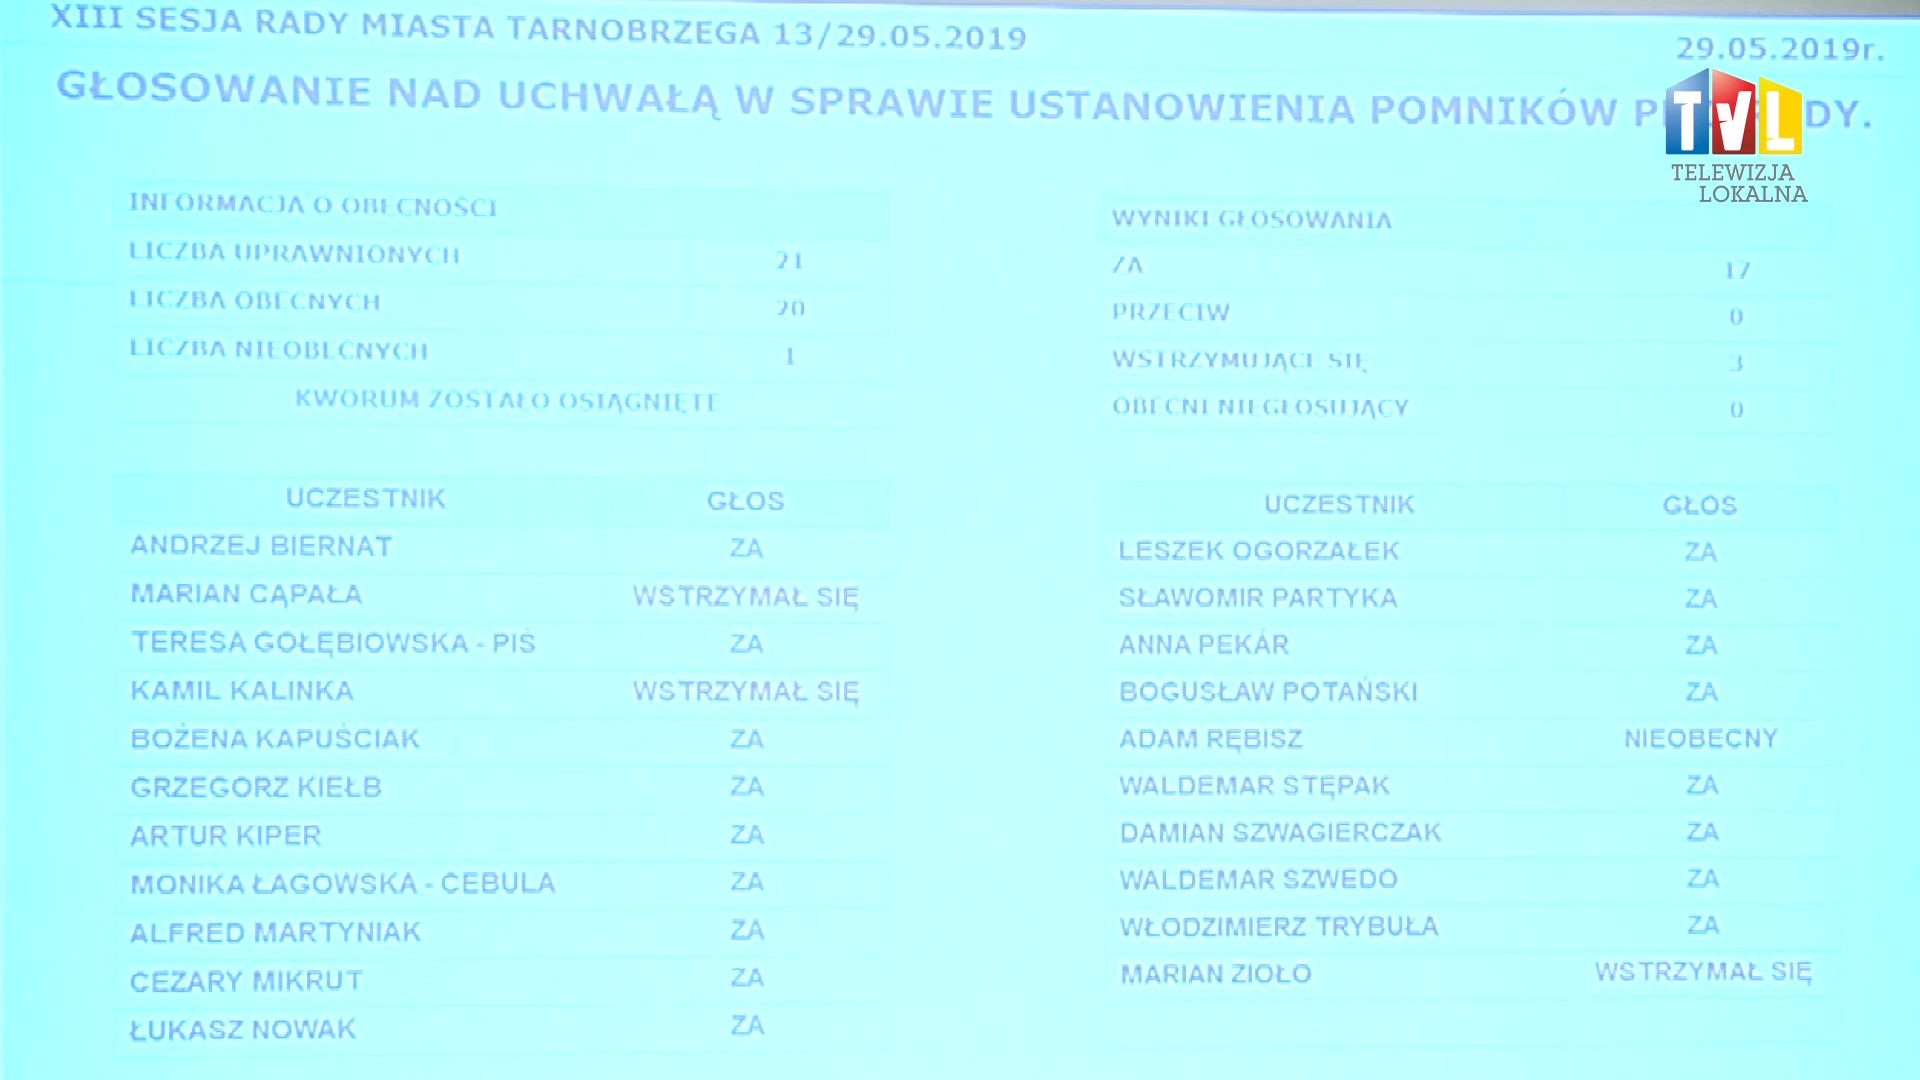 XIII SESJA RADY MIASTA TARNOBRZEGA 13/29.05.2019
29.05.2019r.
GŁOSOWANIE NAD UCHWAŁĄ W SPRAWIE USTANOWIENIA POMNIKÓW
TVL
TELEWIZJA
LOKALNA
INFORMACJA O OBECNOŚCI
LICZBA UPRAWNIONYCH 21
LICZBA OBECNYCH 20
LICZBA NIEOBECNYCH 1
KWORUM ZOSTAŁO OSIĄGNIĘTE
WYNIKI GŁOSOWANIA
ZA 17
PRZECIW 0
WSTRZYMUJĄCE SIĘ 3
OBECNI NIEGŁOSUJĄCY 0
UCZESTNIK GŁOS
ANDRZEJ BIERNAT ZA
MARIAN CĄPAŁA WSTRZYMAŁ SIĘ
TERESA GOŁĘBIOWSKA - PIŚ ZA
KAMIL KALINKA WSTRZYMAŁ SIĘ
BOŻENA KAPUŚCIAK ZA
GRZEGORZ KIEŁB ZA
ARTUR KIPER ZA
MONIKA ŁAGOWSKA - CEBULA ZA
ALFRED MARTYNIAK ZA
CEZARY MIKRUT ZA
ŁUKASZ NOWAK ZA
UCZESTNIK GŁOS
LESZEK OGORZAŁEK ZA
SŁAWOMIR PARTYKA ZA
ANNA PEKÁR ZA
BOGUSŁAW POTAŃSKI ZA
ADAM RĘBISZ NIEOBECNY
WALDEMAR STĘPAK ZA
DAMIAN SZWAGIERCZAK ZA
WALDEMAR SZWEDO ZA
WŁODZIMIERZ TRYBUŁA ZA
MARIAN ZIOŁO WSTRZYMAŁ SIĘ